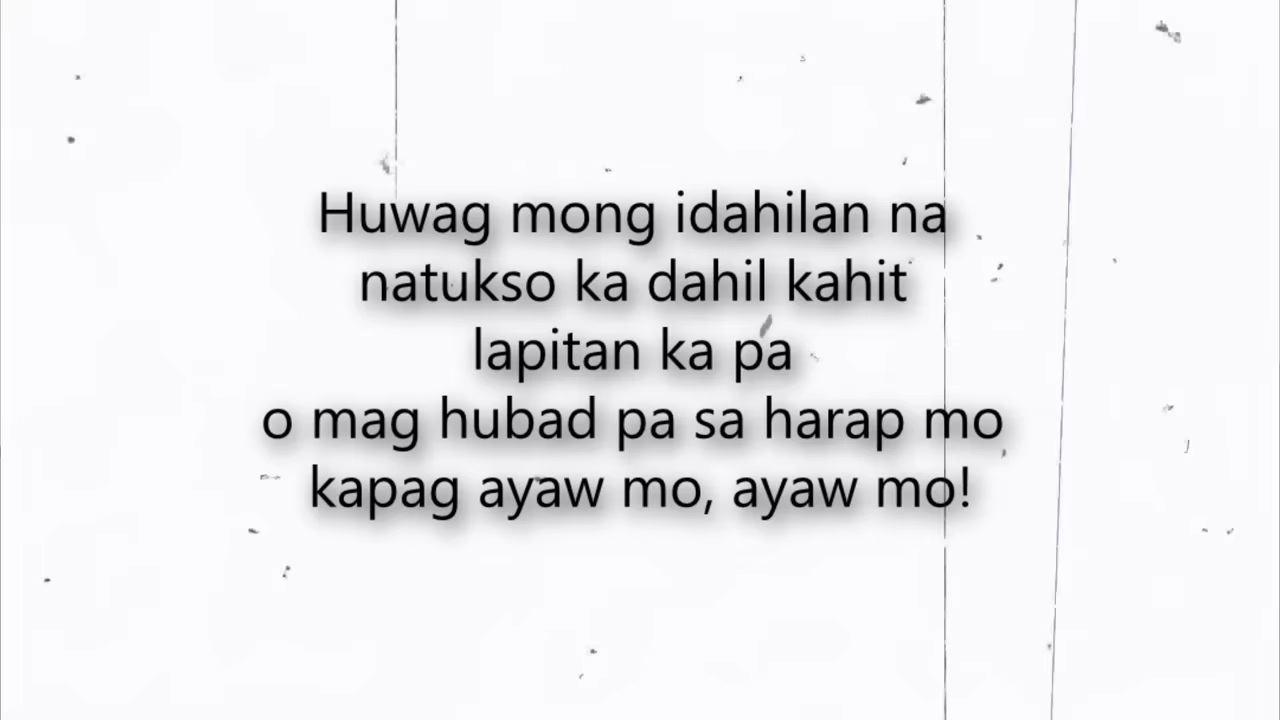 Huwag mong idahilan na
natukso ka dahil kahit
lapitan ka pa
o mag hubad pa sa harap mo
kapag ayaw mo, ayaw mo!